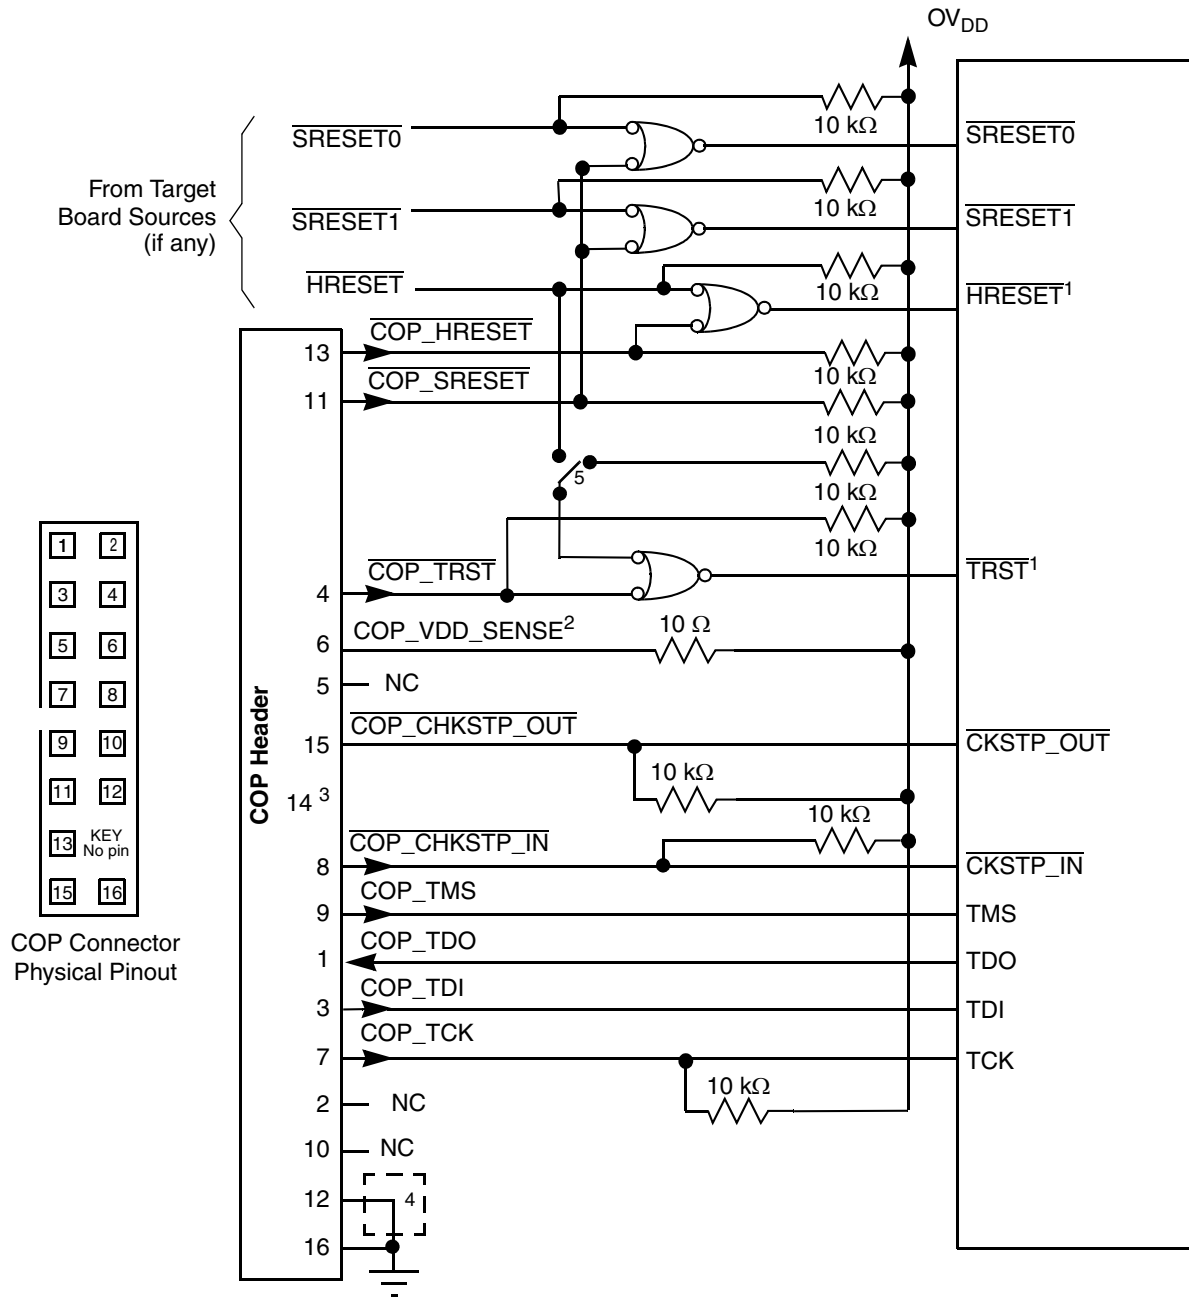 OVDD
10 kΩ
SRESET0
SRESET0
From Target
Board Sources
(if any)
10 kΩ
SRESET1
SRESET1
HRESET
10 kΩ
HRESET1
COP_HRESET
13
10 kΩ
COP_SRESET
11
10 kΩ
5
10 kΩ
10 kΩ
COP_TRST
4
TRST1
COP_VDD_SENSE2
10 Ω
6
5
NC
COP_CHKSTP_OUT
15
CKSTP_OUT
10 kΩ
14 3
10 kΩ
COP_CHKSTP_IN
8
CKSTP_IN
COP_TMS
9
TMS
COP_TDO
1
TDO
COP_TDI
3
TDI
COP_TCK
7
TCK
10 kΩ
2
NC
10
NC
12
4
16
COP Header
1 2
3 4
5 6
7 8
9 10
11 12
13 KEY
No pin
15 16
COP Connector
Physical Pinout